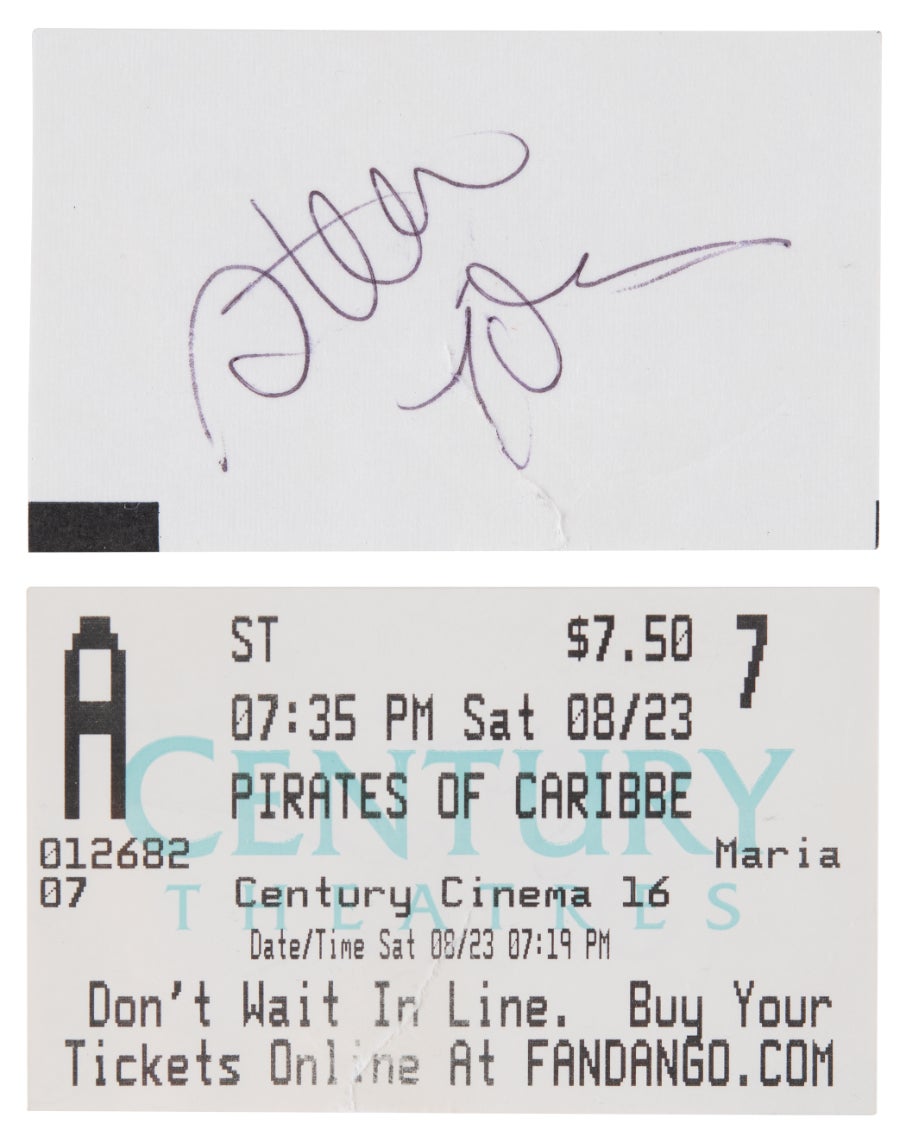 A
ST $7.50 7
07:35 PM Sat 08/23
PIRATES OF CARIBBE
CENTURY
THEATRES
012682 Maria
07 Century Cinema 16
Date/Time Sat 08/23 07:19 PM
Don't Wait In Line. Buy Your
Tickets Online At FANDANGO.COM